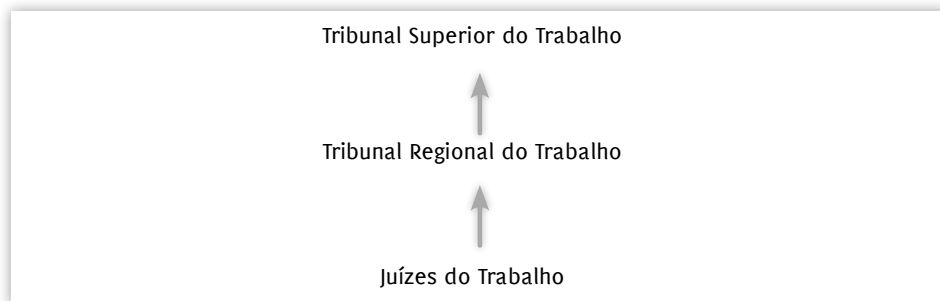 Tribunal Superior do Trabalho
Tribunal Regional do Trabalho
Juízes do Trabalho